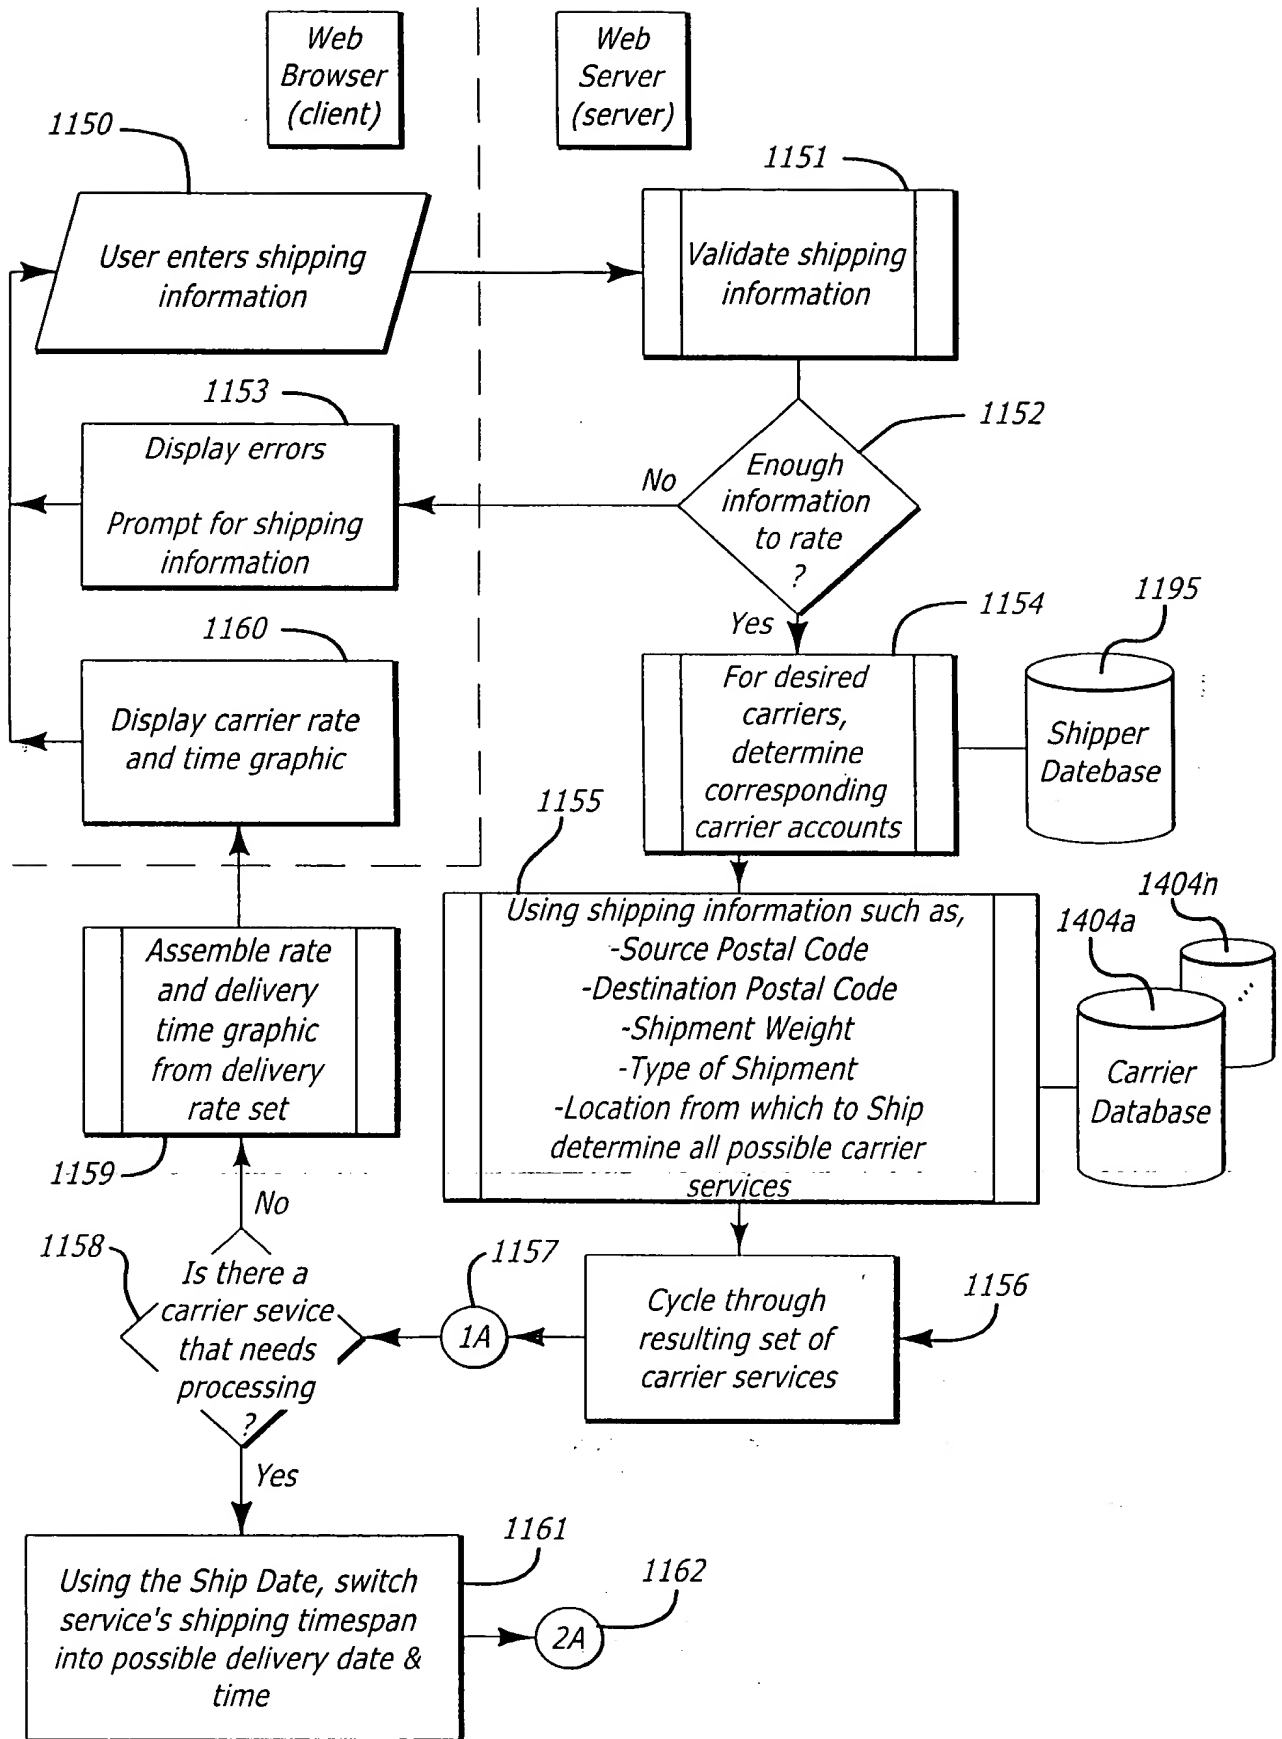 Web
Browser
(client)
Web
Server
(server)
1150
1151
User enters shipping
information
Validate shipping
information
1153
1152
Display errors
Prompt for shipping
information
No
Enough
information
to rate
?
Yes
1160
1154
1195
Display carrier rate
and time graphic
For desired
carriers,
determine
corresponding
carrier accounts
Shipper
Datebase
1155
1404n
1404a
Using shipping information such as,
-Source Postal Code
-Destination Postal Code
-Shipment Weight
-Type of Shipment
-Location from which to Ship
determine all possible carrier
services
Carrier
Database
Assemble rate
and delivery
time graphic
from delivery
rate set
1159
No
1158
1157
1156
Is there a
carrier sevice
that needs
processing
?
1A
Cycle through
resulting set of
carrier services
Yes
1161
1162
Using the Ship Date, switch
service's shipping timespan
into possible delivery date &
time
2A